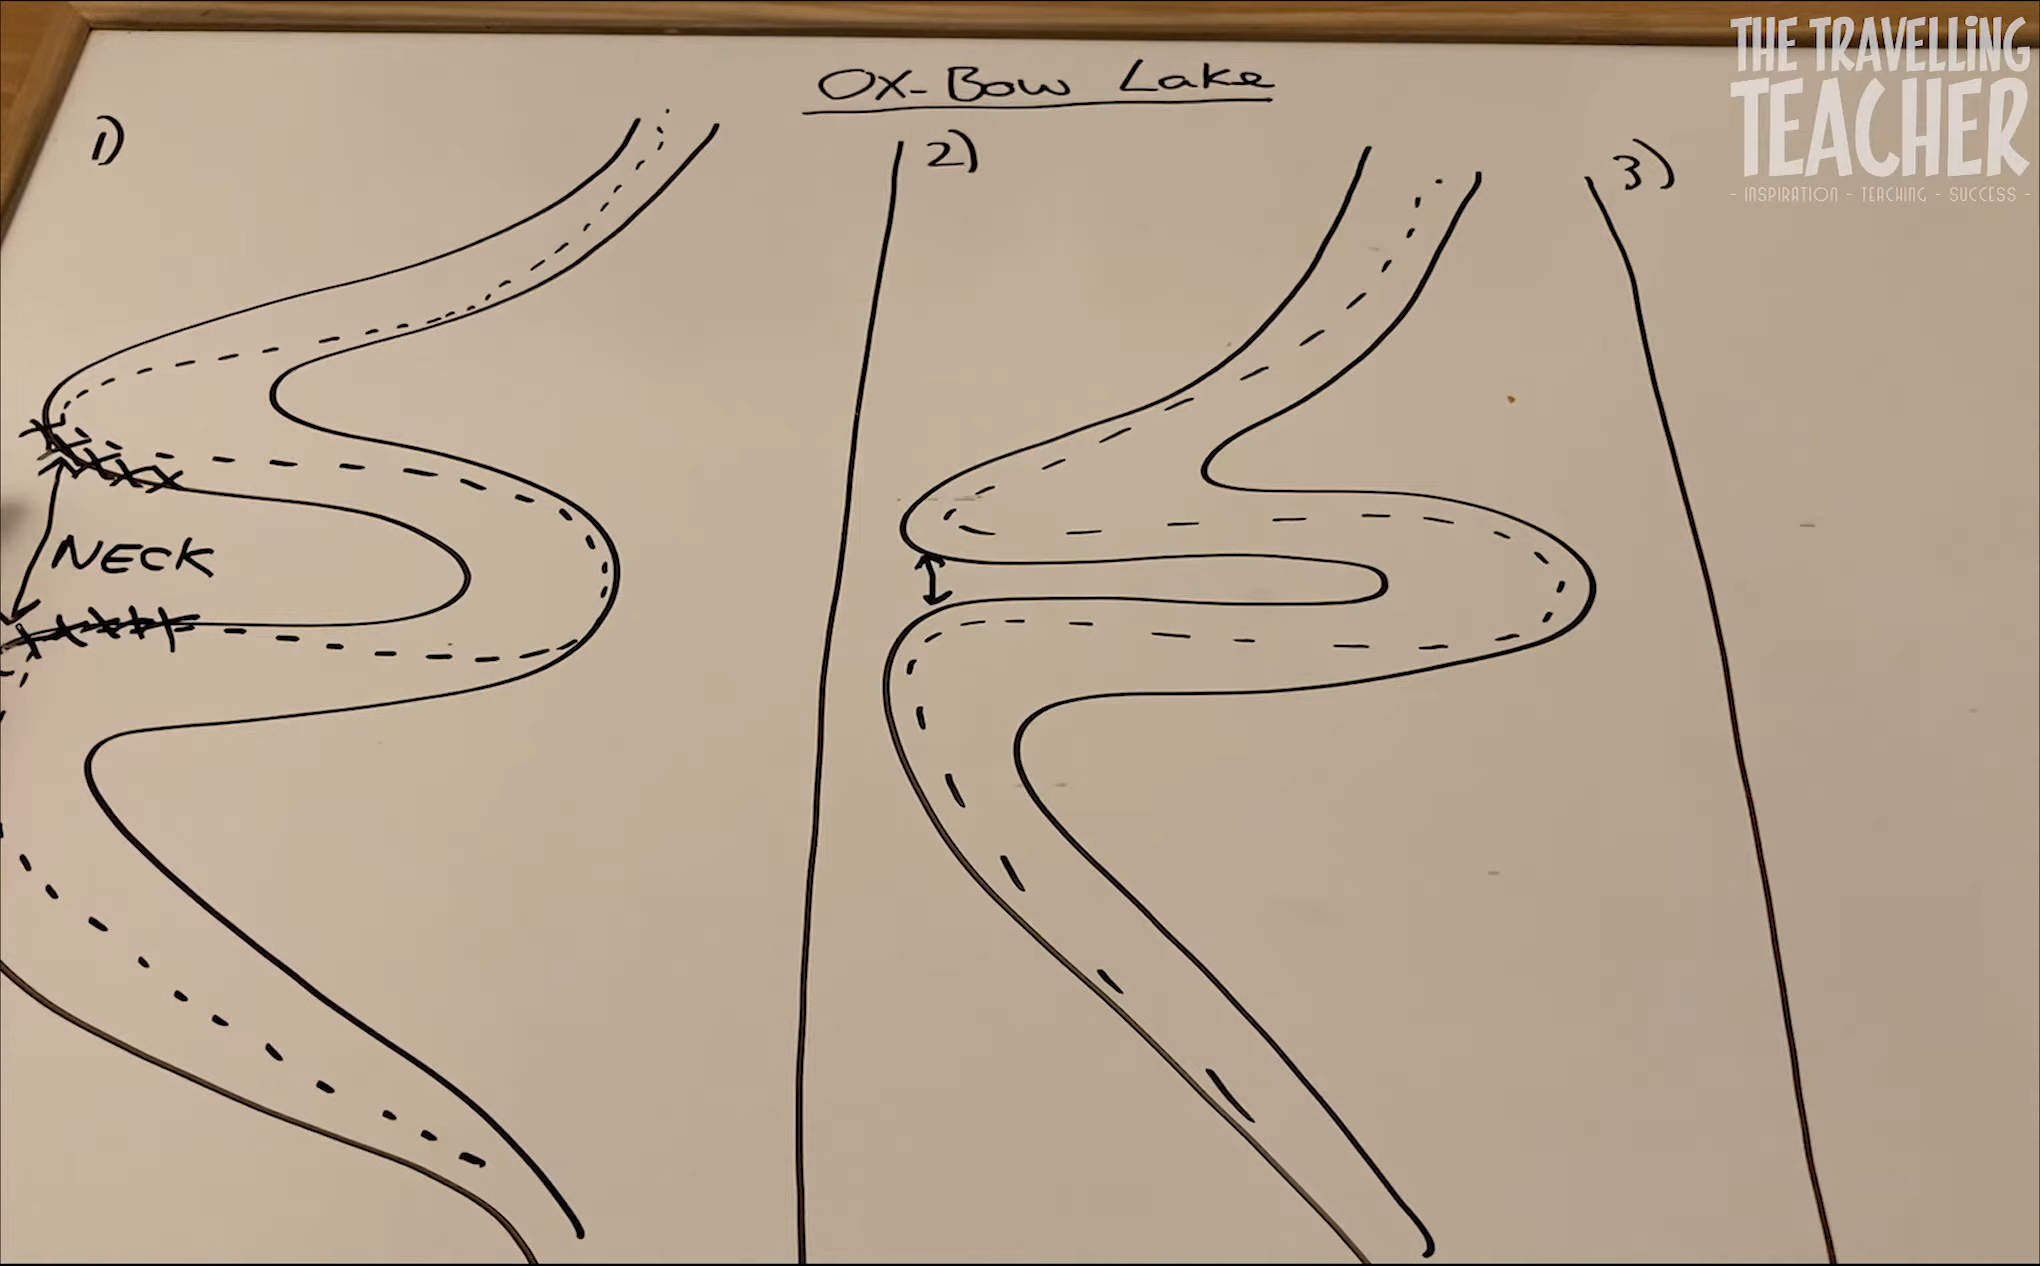 Ox-Bow Lake
THE TRAVELLING
TEACHER
- INSPIRATION - TEACHING - SUCCESS -
1)
2)
3)
NECK